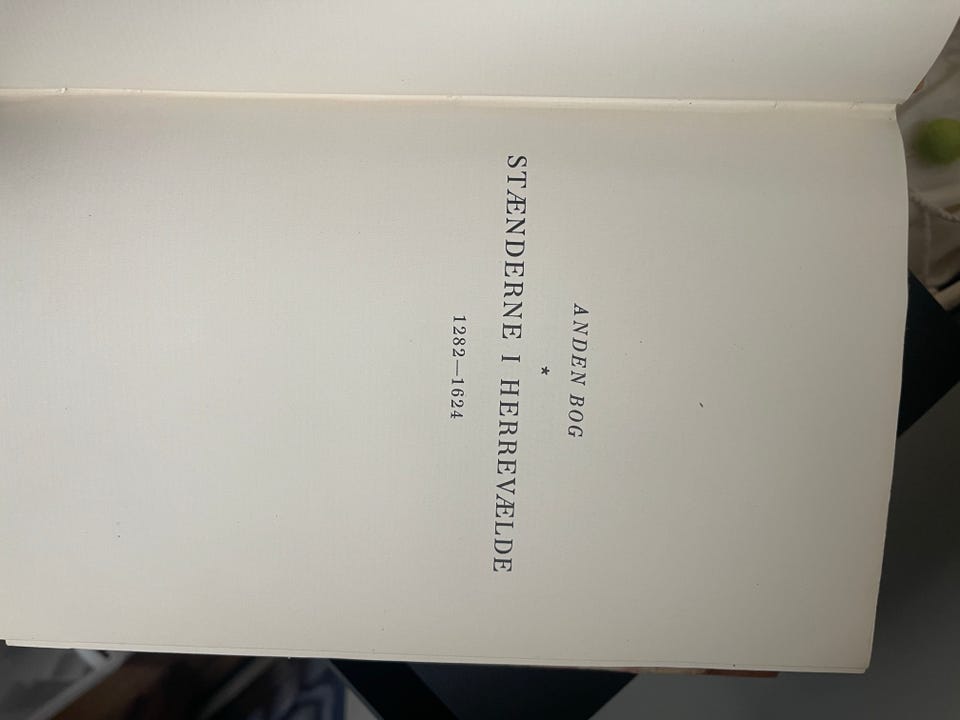 ANDEN BOG
*
STÆNDERNE I HERREVÆLDE
1282—1624